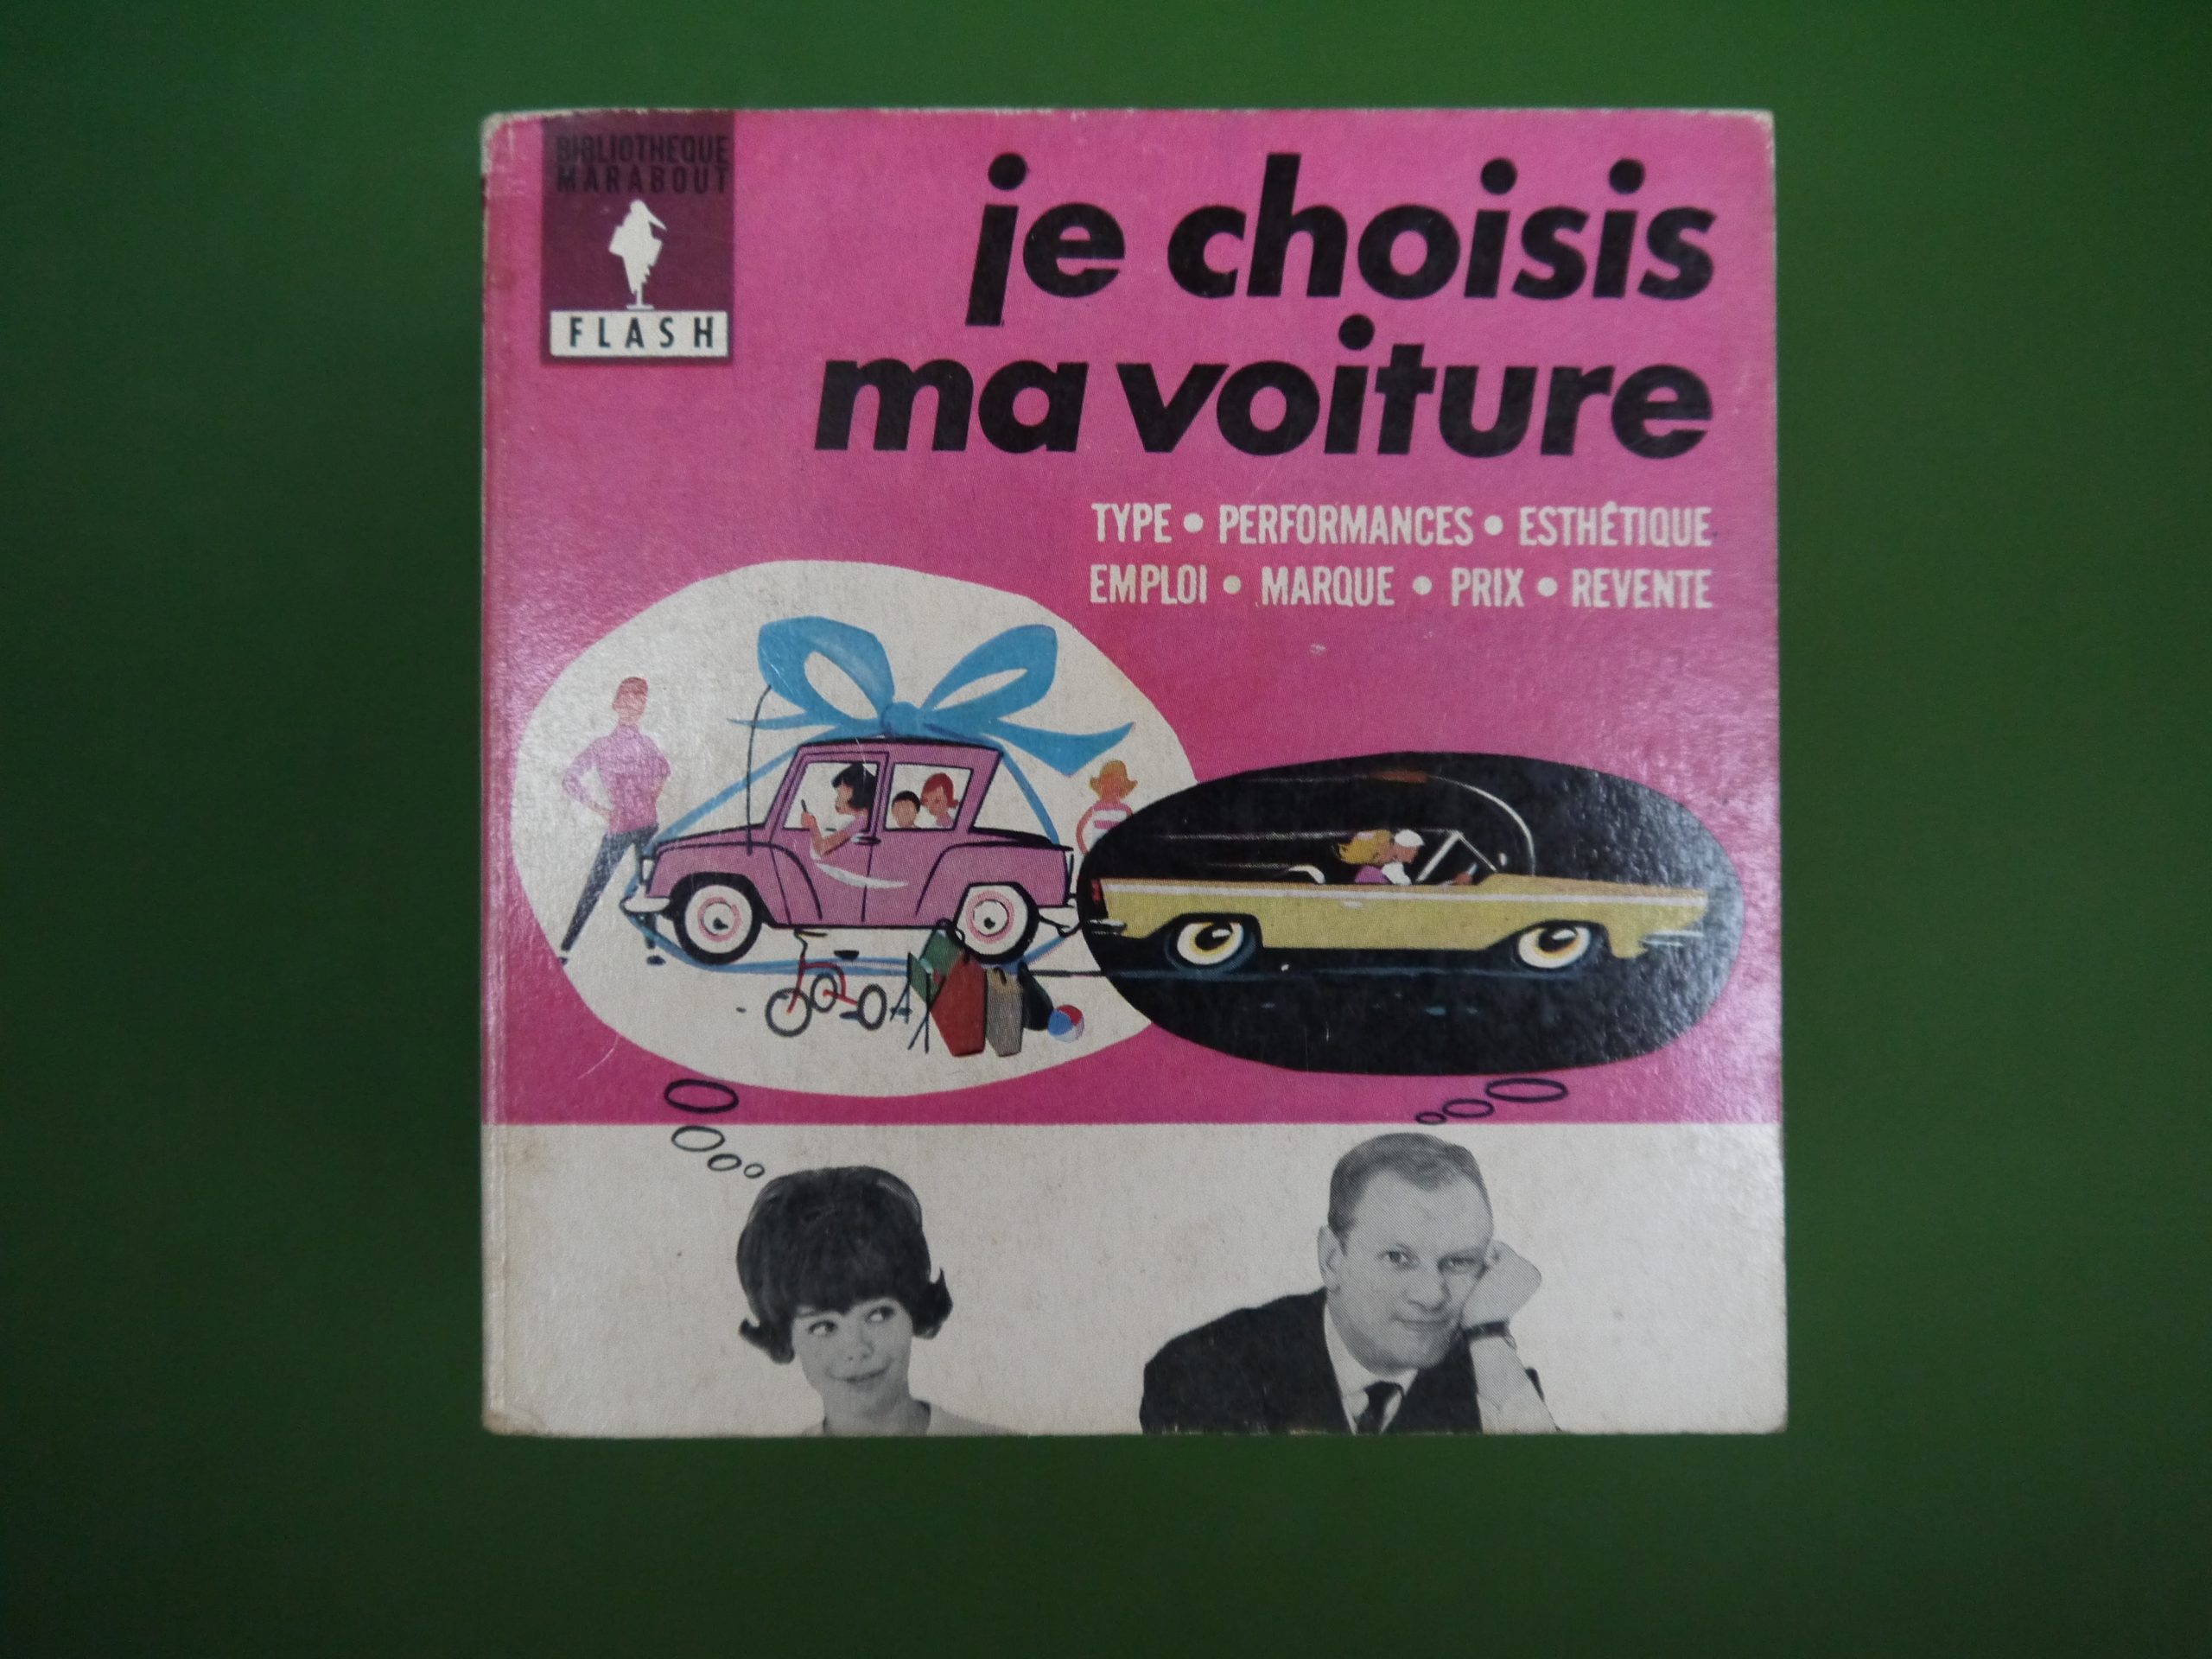 BIBLIOTHEQUE
MARABOUT
FLASH
je choisis
ma voiture
TYPE • PERFORMANCES • ESTHÉTIQUE
EMPLOI • MARQUE • PRIX • REVENTE